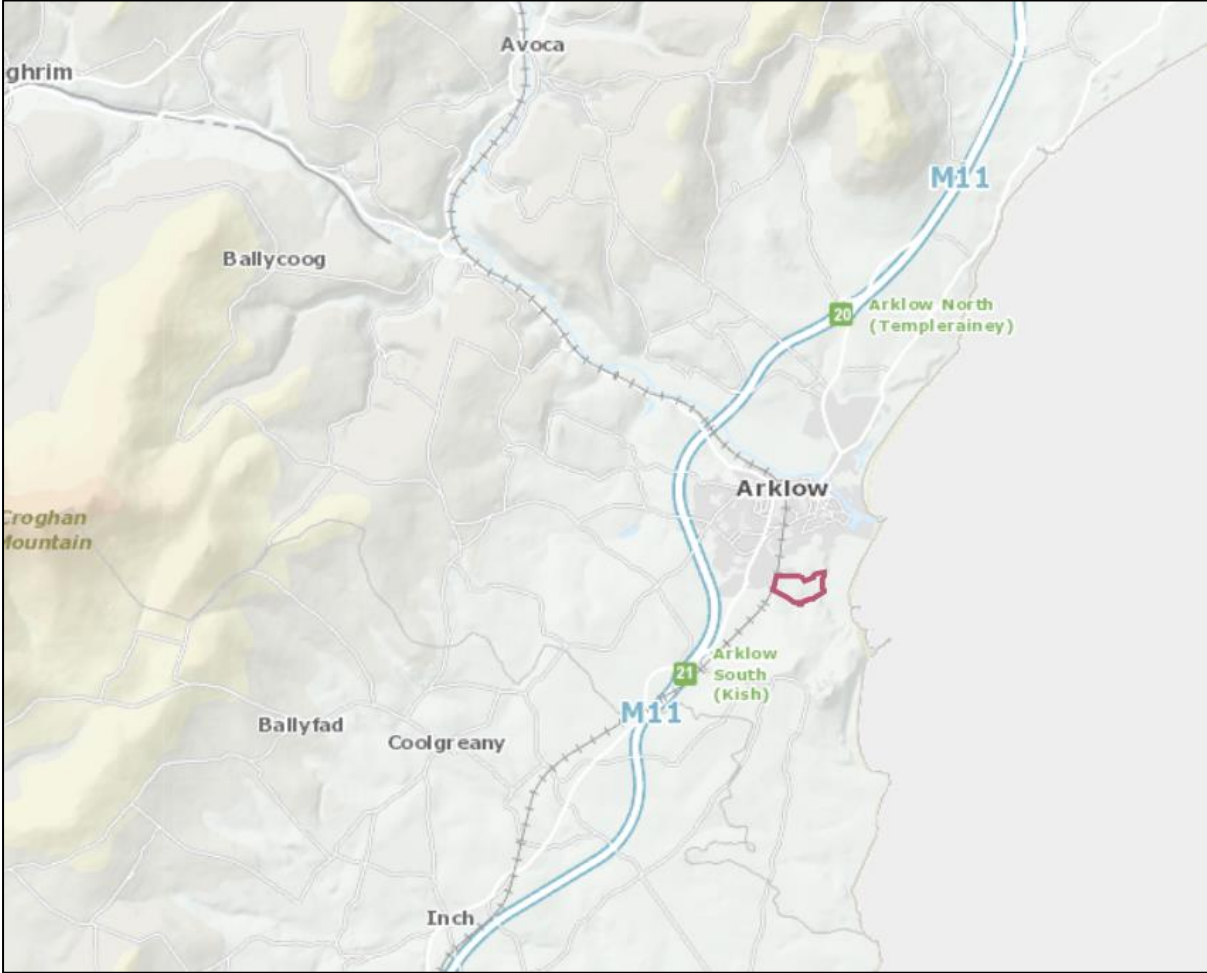 Avoca
ghrim
M11
Ballycoog
20
Arklow North
(Templerainey)
Arklow
Croghan
Mountain
Arklow
South
(Kish)
21
M11
Ballyfad
Coolgreany
Inch